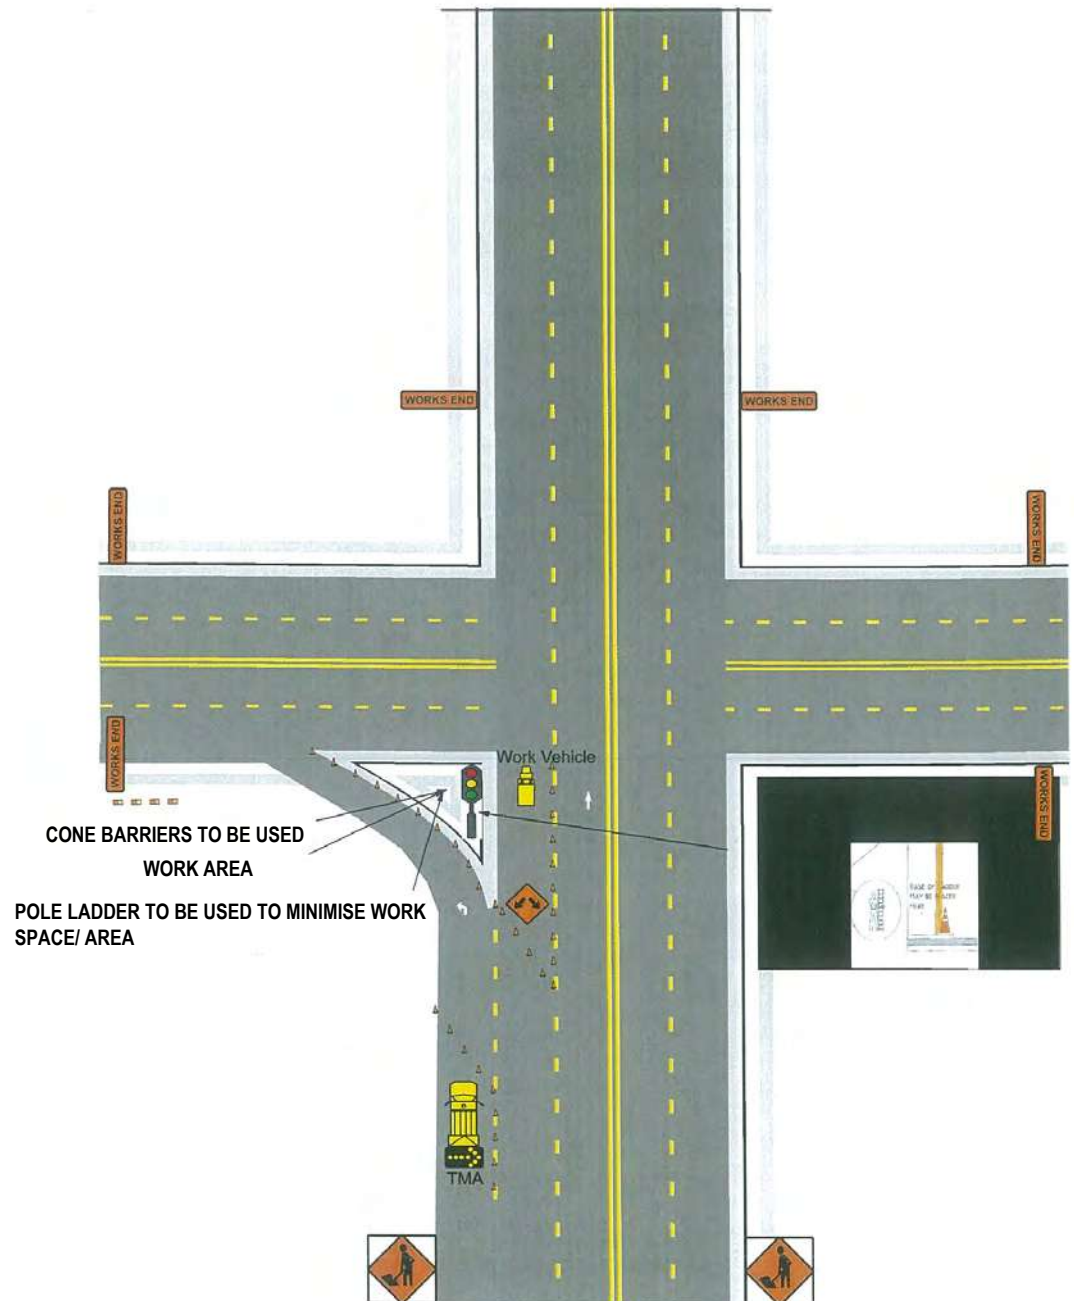 WORKS END
WORKS END
WORKS END
WORKS END
Work Vehicle
WORKS END
WORKS END
CONE BARRIERS TO BE USED
WORK AREA
POLE LADDER TO BE USED TO MINIMISE WORK
SPACE/ AREA
TMA